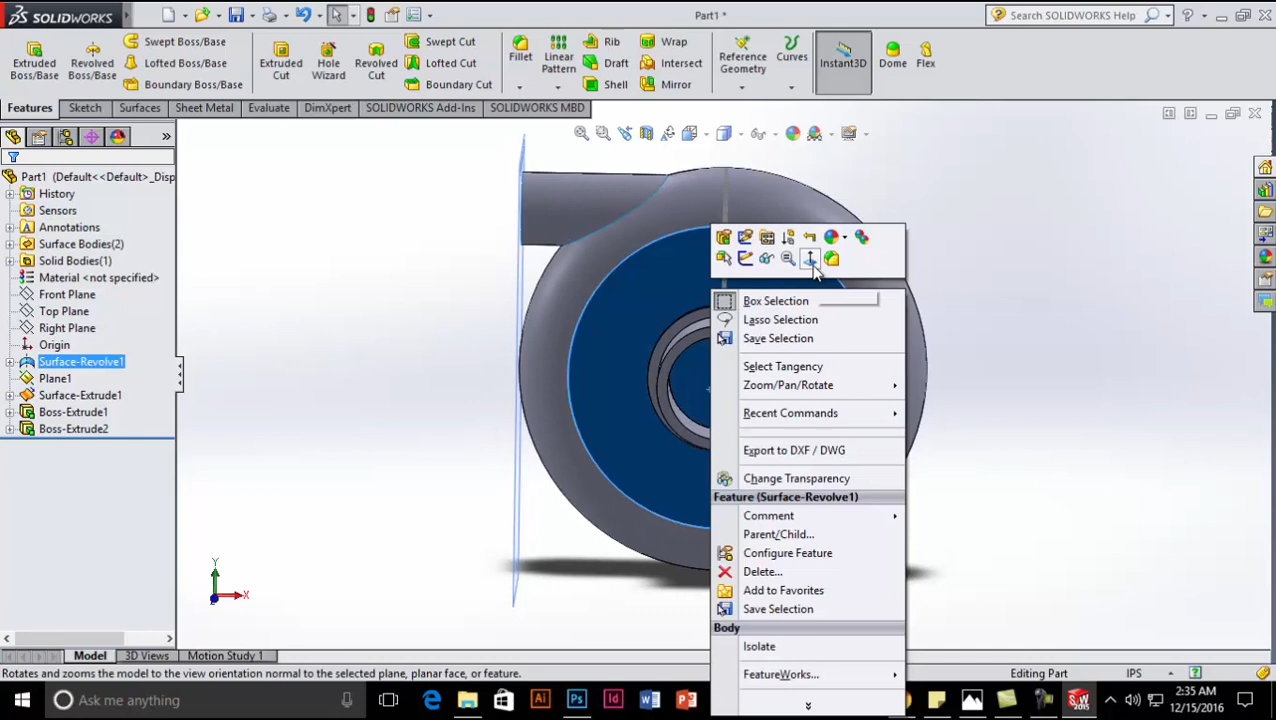 SOLIDWORKS
Part1 *
Search SOLIDWORKS Help
Extruded Boss/Base
Revolved Boss/Base
Swept Boss/Base
Lofted Boss/Base
Boundary Boss/Base
Extruded Cut
Hole Wizard
Revolved Cut
Swept Cut
Lofted Cut
Boundary Cut
Fillet
Linear Pattern
Rib
Draft
Shell
Wrap
Intersect
Mirror
Reference Geometry
Curves
Instant3D
Dome
Flex
Features
Sketch
Surfaces
Sheet Metal
Evaluate
DimXpert
SOLIDWORKS Add-Ins
SOLIDWORKS MBD
Part1 (Default<<Default>_Disp
History
Sensors
Annotations
Surface Bodies(2)
Solid Bodies(1)
Material <not specified>
Front Plane
Top Plane
Right Plane
Origin
Surface-Revolve1
Plane1
Surface-Extrude1
Boss-Extrude1
Boss-Extrude2
Box Selection
Lasso Selection
Save Selection
Select Tangency
Zoom/Pan/Rotate
Recent Commands
Export to DXF / DWG
Change Transparency
Feature (Surface-Revolve1)
Comment
Parent/Child...
Configure Feature
Delete...
Add to Favorites
Save Selection
Body
Isolate
FeatureWorks...
Y
X
Model
3D Views
Motion Study 1
Rotates and zooms the model to the view orientation normal to the selected plane, planar face, or feature.
Editing Part
IPS
Ask me anything
2:35 AM
12/15/2016